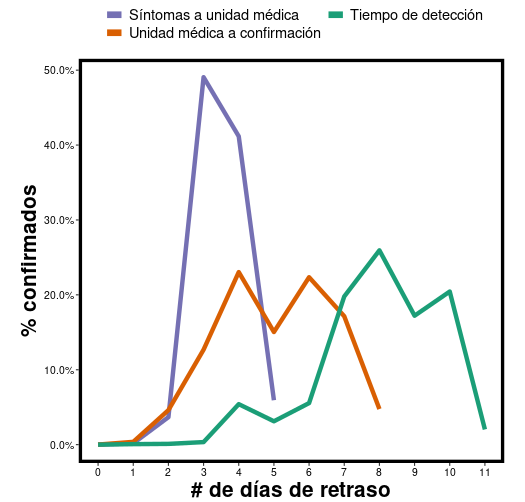 Síntomas a unidad médica
Tiempo de detección
Unidad médica a confirmación
50.0%
40.0%
30.0%
20.0%
10.0%
0.0%
% confirmados
0 1 2 3 4 5 6 7 8 9 10 11
# de días de retraso